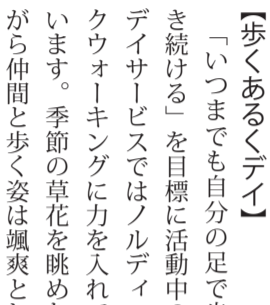 【歩くあるくデイ】
「いつまでも自分の足で
き続ける」を目標に活動中
デイサービスではノルディ
クウォーキングに力を入れ
います。季節の草花を眺め
がら仲間と歩く姿は颯爽と